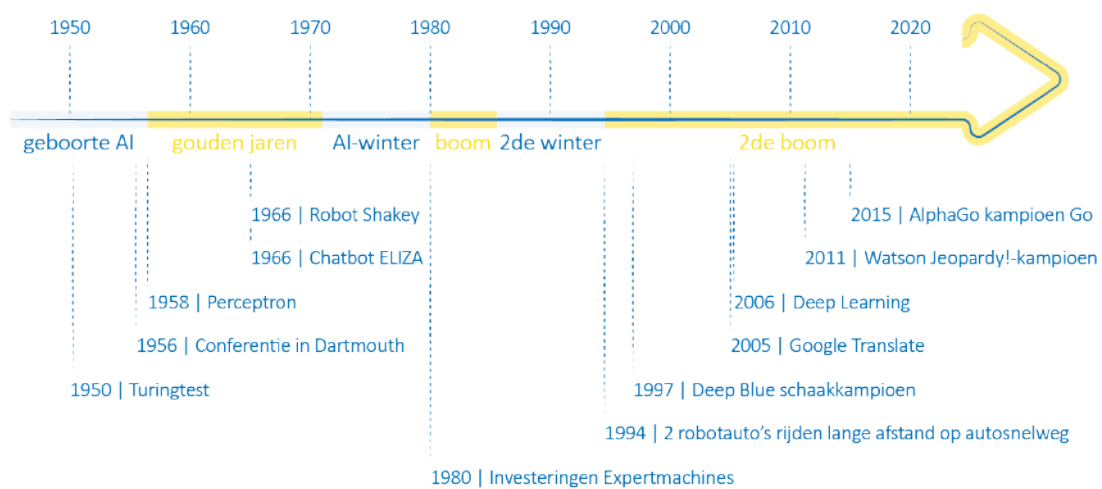 1950 1960 1970 1980 1990 2000 2010 2020
geboorte AI gouden jaren AI-winter boom 2de winter 2de boom
1966 | Robot Shakey 2015 | AlphaGo kampioen Go
1966 | Chatbot ELIZA 2011 | Watson Jeopardy!-kampioen
1958 | Perceptron 2006 | Deep Learning
1956 | Conferentie in Dartmouth 2005 | Google Translate
1950 | Turingtest 1997 | Deep Blue schaakkampioen
1994 | 2 robotauto's rijden lange afstand op autosnelweg
1980 | Investeringen Expertmachines